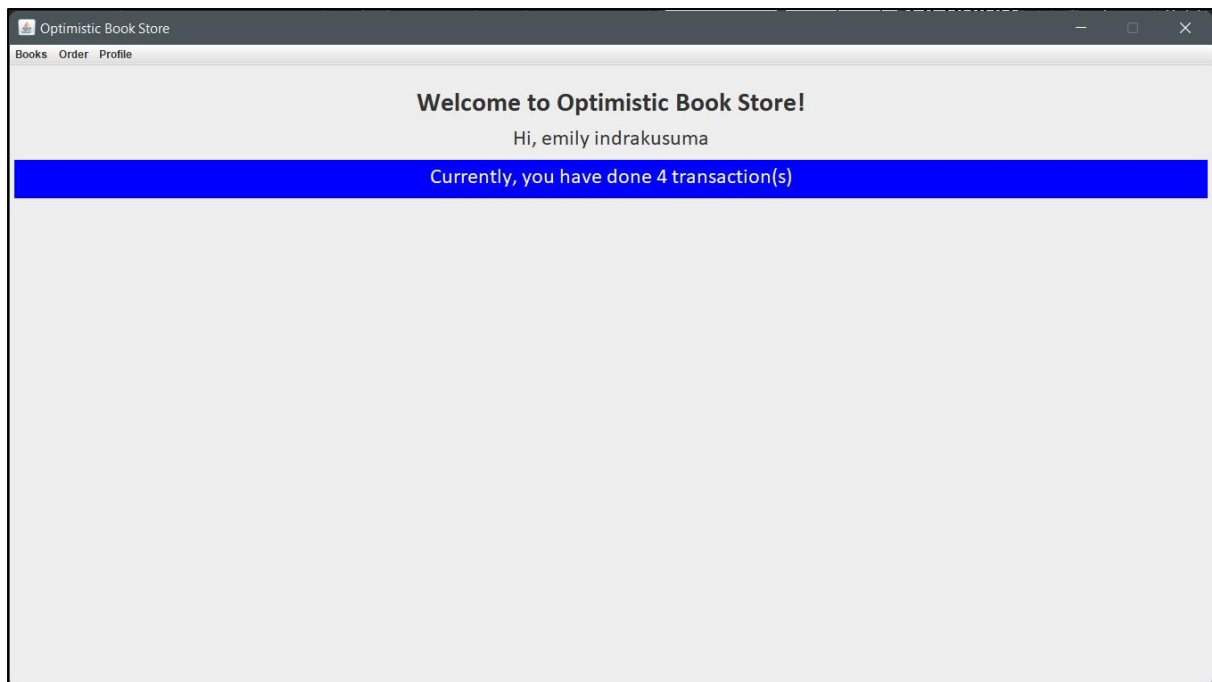 Optimistic Book Store
Books Order Profile
Welcome to Optimistic Book Store!
Hi, emily indrakusuma
Currently, you have done 4 transaction(s)